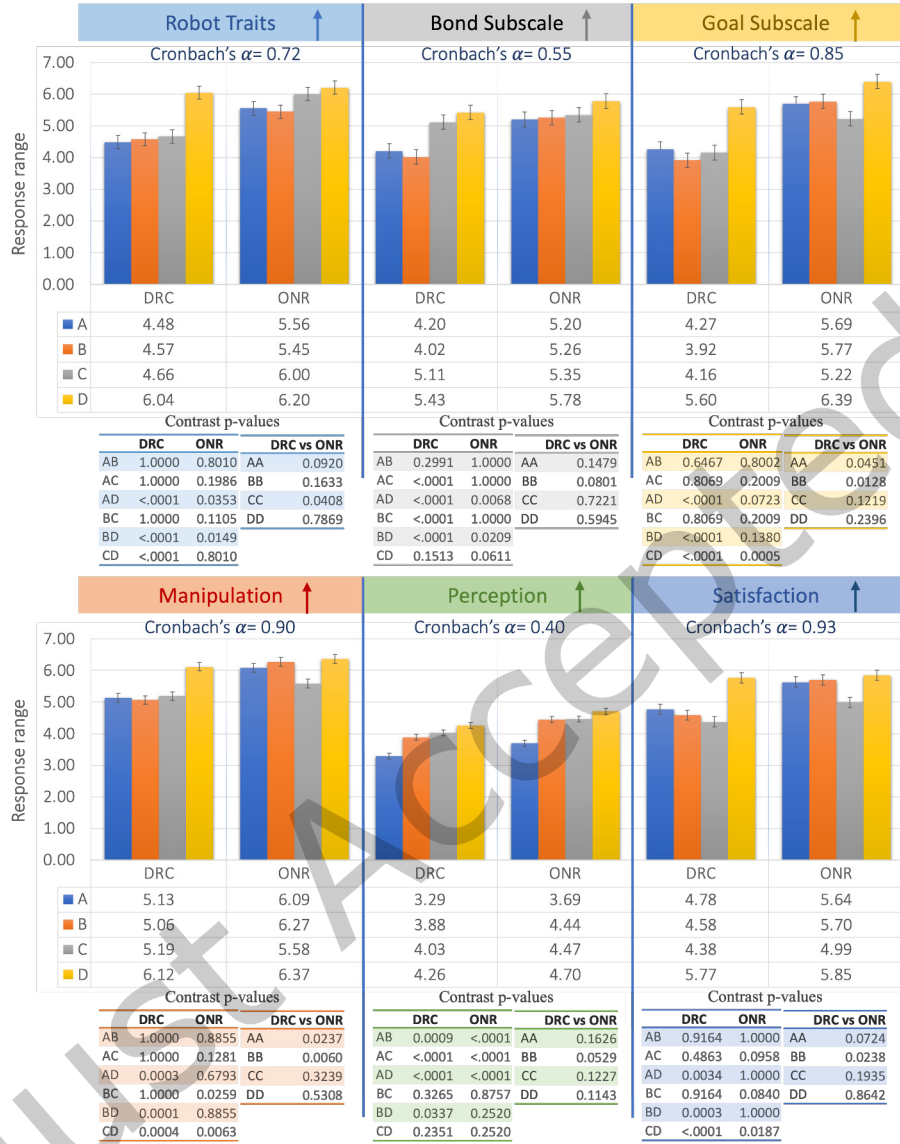 Robot Traits ↑ Bond Subscale ↑ Goal Subscale ↑
Cronbach's α= 0.72 Cronbach's α= 0.55 Cronbach's α= 0.85
Response range
7.00
6.00
5.00
4.00
3.00
2.00
1.00
0.00
DRC ONR DRC ONR DRC ONR
A 4.48 5.56 4.20 5.20 4.27 5.69
B 4.57 5.45 4.02 5.26 3.92 5.77
C 4.66 6.00 5.11 5.35 4.16 5.22
D 6.04 6.20 5.43 5.78 5.60 6.39
Contrast p-values
DRC ONR DRC vs ONR
AB 1.0000 0.8010 AA 0.0920
AC 1.0000 0.1986 BB 0.1633
AD <.0001 0.0353 CC 0.0408
BC 1.0000 0.1105 DD 0.7869
BD <.0001 0.0149
CD <.0001 0.8010
Contrast p-values
DRC ONR DRC vs ONR
AB 0.2991 1.0000 AA 0.1479
AC <.0001 1.0000 BB 0.0801
AD <.0001 0.0068 CC 0.7221
BC <.0001 1.0000 DD 0.5945
BD <.0001 0.0209
CD 0.1513 0.0611
Contrast p-values
DRC ONR DRC vs ONR
AB 0.6467 0.8002 AA 0.0451
AC 0.8069 0.2009 BB 0.0128
AD <.0001 0.0723 CC 0.1219
BC 0.8069 0.2009 DD 0.2396
BD <.0001 0.1380
CD <.0001 0.0005
Manipulation ↑ Perception ↑ Satisfaction ↑
Cronbach's α= 0.90 Cronbach's α= 0.40 Cronbach's α= 0.93
Response range
7.00
6.00
5.00
4.00
3.00
2.00
1.00
0.00
DRC ONR DRC ONR DRC ONR
A 5.13 6.09 3.29 3.69 4.78 5.64
B 5.06 6.27 3.88 4.44 4.58 5.70
C 5.19 5.58 4.03 4.47 4.38 4.99
D 6.12 6.37 4.26 4.70 5.77 5.85
Contrast p-values
DRC ONR DRC vs ONR
AB 1.0000 0.8855 AA 0.0237
AC 1.0000 0.1281 BB 0.0060
AD 0.0003 0.6793 CC 0.3239
BC 1.0000 0.0259 DD 0.5308
BD 0.0001 0.8855
CD 0.0004 0.0063
Contrast p-values
DRC ONR DRC vs ONR
AB 0.0009 <.0001 AA 0.1626
AC <.0001 <.0001 BB 0.0529
AD <.0001 <.0001 CC 0.1227
BC 0.3265 0.8757 DD 0.1143
BD 0.0337 0.2520
CD 0.2351 0.2520
Contrast p-values
DRC ONR DRC vs ONR
AB 0.9164 1.0000 AA 0.0724
AC 0.4863 0.0958 BB 0.0238
AD 0.0034 1.0000 CC 0.1935
BC 0.9164 0.0840 DD 0.8642
BD 0.0003 1.0000
CD <.0001 0.0187
ust Accepted